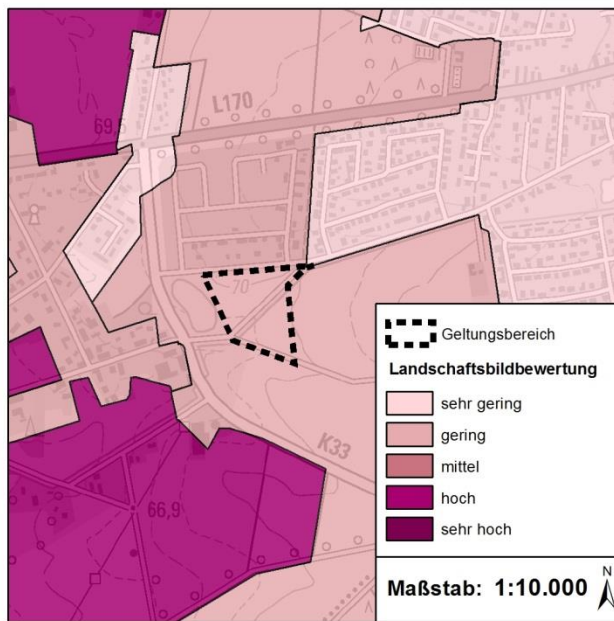 L170
69,5
70
K33
66,9
Geltungsbereich
Landschaftsbildbewertung
sehr gering
gering
mittel
hoch
sehr hoch
Maßstab: 1:10.000
N